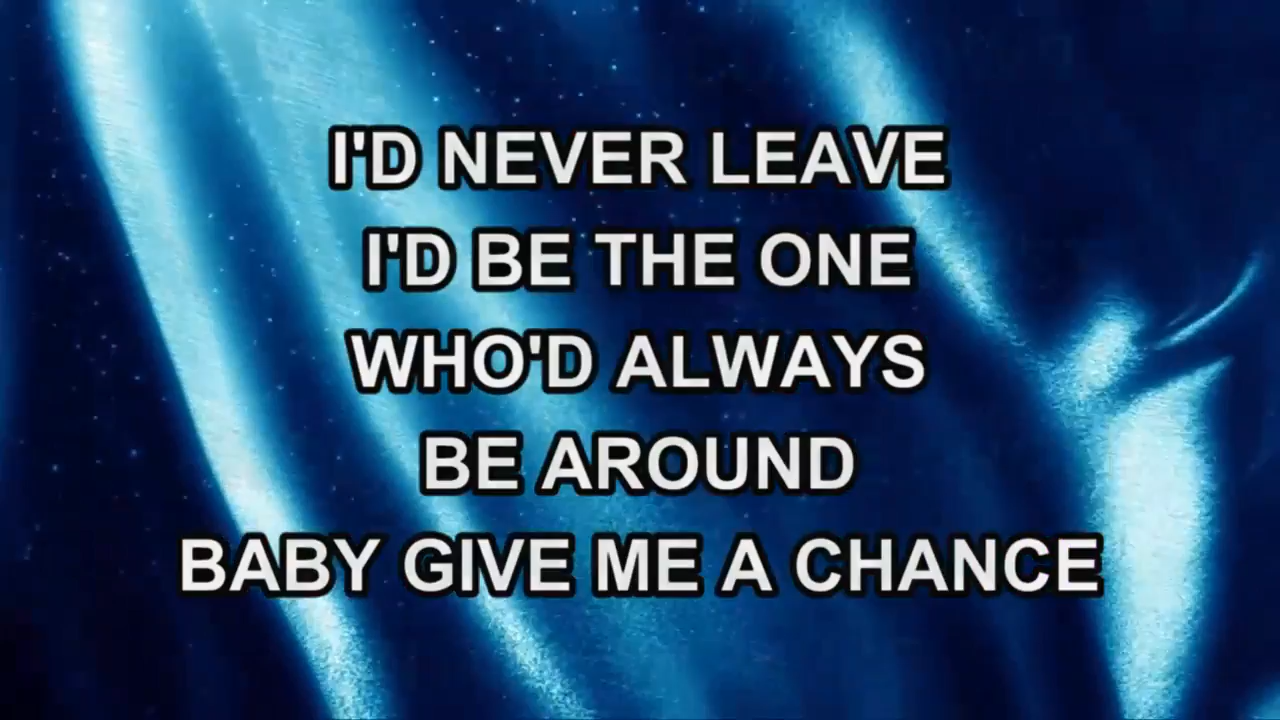 I'D NEVER LEAVE
I'D BE THE ONE
WHO'D ALWAYS
BE AROUND
BABY GIVE ME A CHANCE